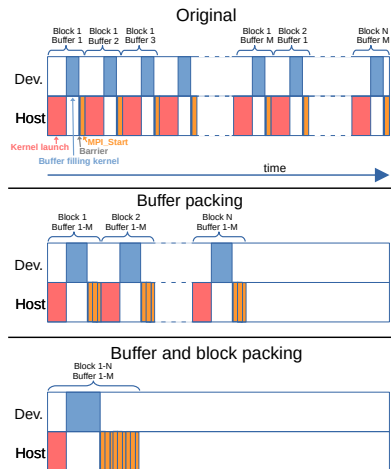 Original
Block 1 Block 1 Block 1 Block 1 Block 2 Block N
Buffer 1 Buffer 2 Buffer 3 Buffer M Buffer 1 Buffer M
Dev.
Host
MPI_Start
Kernel launch Barrier
Buffer filling kernel
time
Buffer packing
Block 1 Block 2 Block N
Buffer 1-M Buffer 1-M Buffer 1-M
Dev.
Host
Buffer and block packing
Block 1-N
Buffer 1-M
Dev.
Host